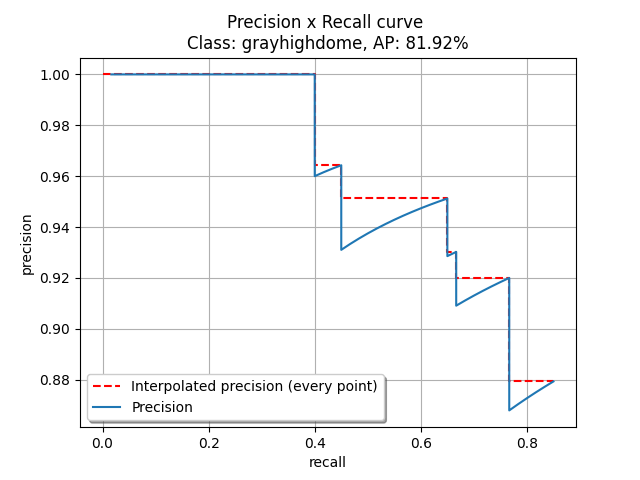 Precision x Recall curve
Class: grayhighdome, AP: 81.92%
1.00
0.98
0.96
0.94
0.92
0.90
0.88
precision
Interpolated precision (every point)
Precision
0.0 0.2 0.4 0.6 0.8
recall